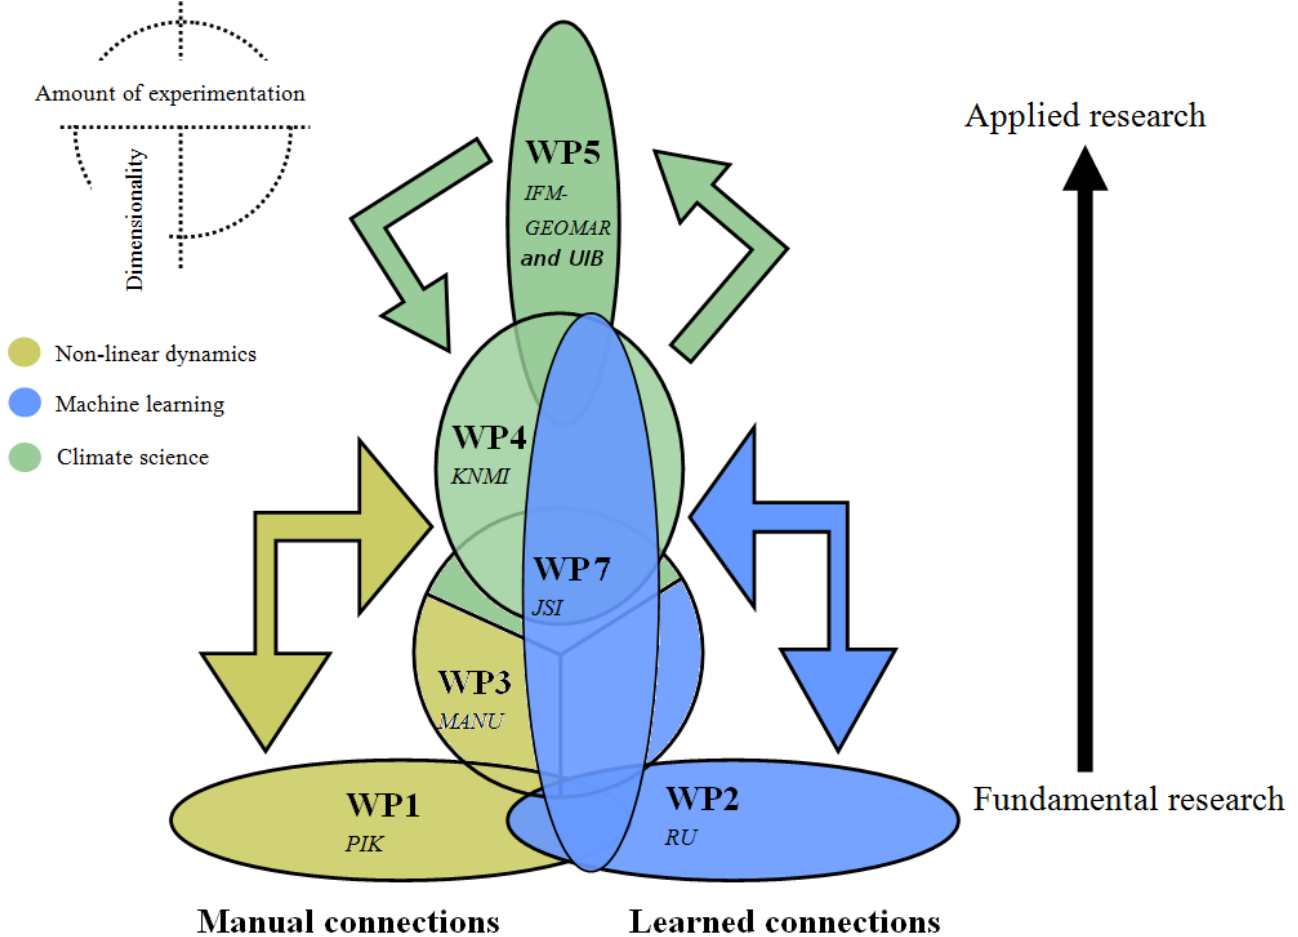 Amount of experimentation
Dimensionality
Applied research
WP5
IFM-
GEOMAR
and UIB
Non-linear dynamics
Machine learning
Climate science
WP4
KNMI
WP7
JSI
WP3
MANU
WP1
PIK
WP2
RU
Fundamental research
Manual connections
Learned connections